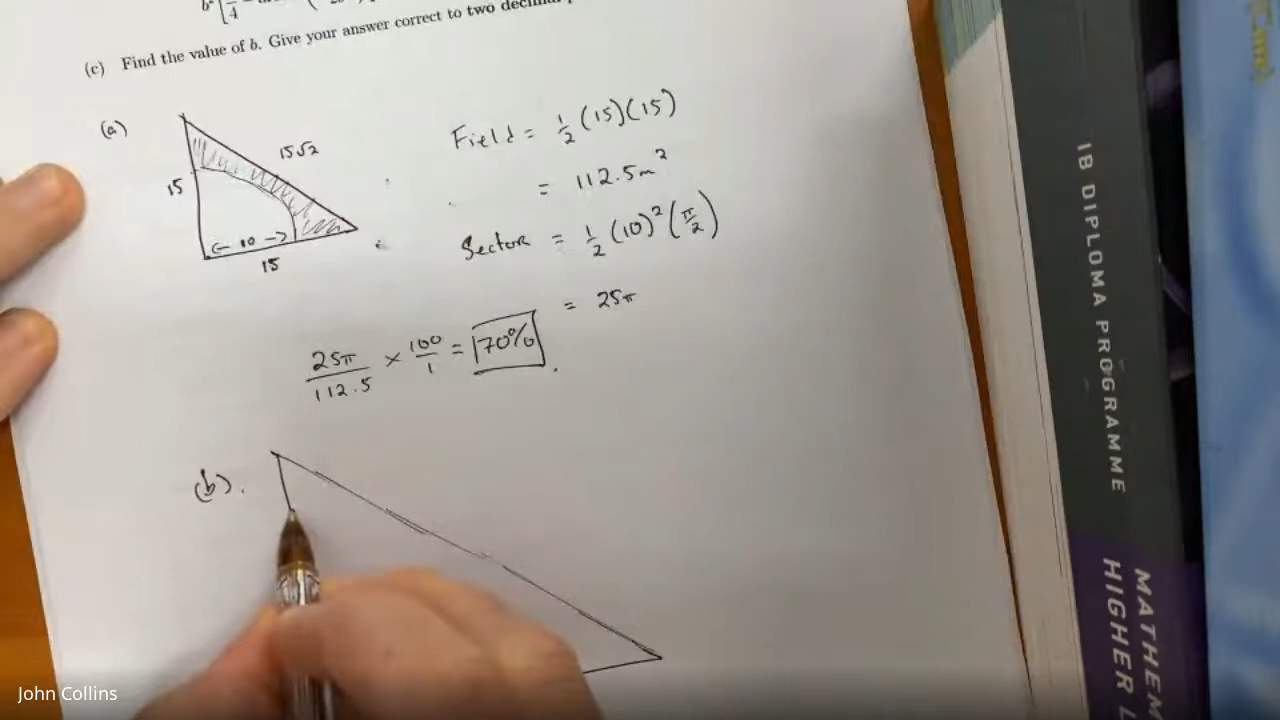 (c) Find the value of b. Give your answer correct to two decimal
(a)
15√2
15
← 10 →
15
Field = 1/2 (15)(15)
= 112.5m²
Sector = 1/2 (10)² (π/2)
= 25π
25π/112.5 × 100/1 = 70%
(b).
IB DIPLOMA PROGRAMME
HIGHER
John Collins